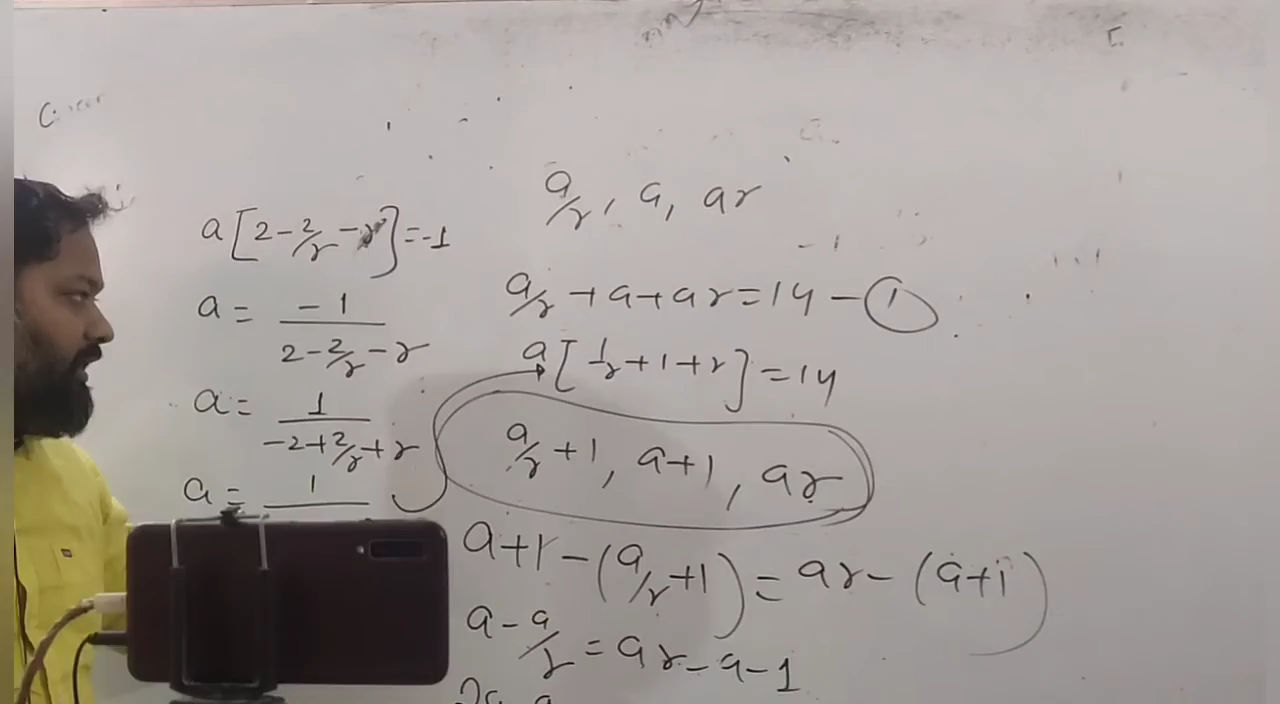 a[2-2/r-r]=-1
a= -1
2-2/r-r
a= 1
-2+2/r+r
a= 1
a/r, a, ar
- 1
a/r+a+ar=14-①
a[1/r+1+r]=14
a/r+1, a+1, ar
a+1-(a/r+1)=ar-(a+1)
a-a/r=ar-a-1